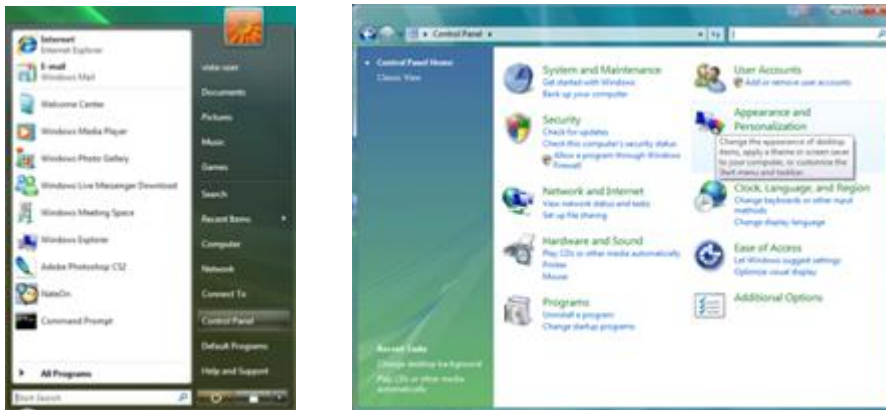 Internet
Internet Explorer
E-mail
Windows Mail
Welcome Center
Windows Media Player
Windows Photo Gallery
Windows Live Messenger Download
Windows Meeting Space
Windows Explorer
Adobe Photoshop CS2
NateOn
Command Prompt
All Programs
Start Search
vista user
Documents
Pictures
Music
Games
Search
Recent Items
Computer
Network
Connect To
Control Panel
Default Programs
Help and Support
Control Panel
Control Panel Home
Classic View
System and Maintenance
Get started with Windows
Back up your computer
Security
Check for updates
Check this computer's security status
Allow a program through Windows
Firewall
Network and Internet
View network status and tasks
Set up file sharing
Hardware and Sound
Play CDs or other media automatically
Printer
Mouse
Programs
Uninstall a program
Change startup programs
User Accounts
Add or remove user accounts
Appearance and
Personalization
Change the appearance of desktop
items, apply a theme or screen saver
to your computer, or customize the
Start menu and taskbar.
Clock, Language, and Region
Change keyboards or other input
methods
Change display language
Ease of Access
Let Windows suggest settings
Optimize visual display
Additional Options
Recent Tasks
Change desktop background
Play CDs or other media
automatically